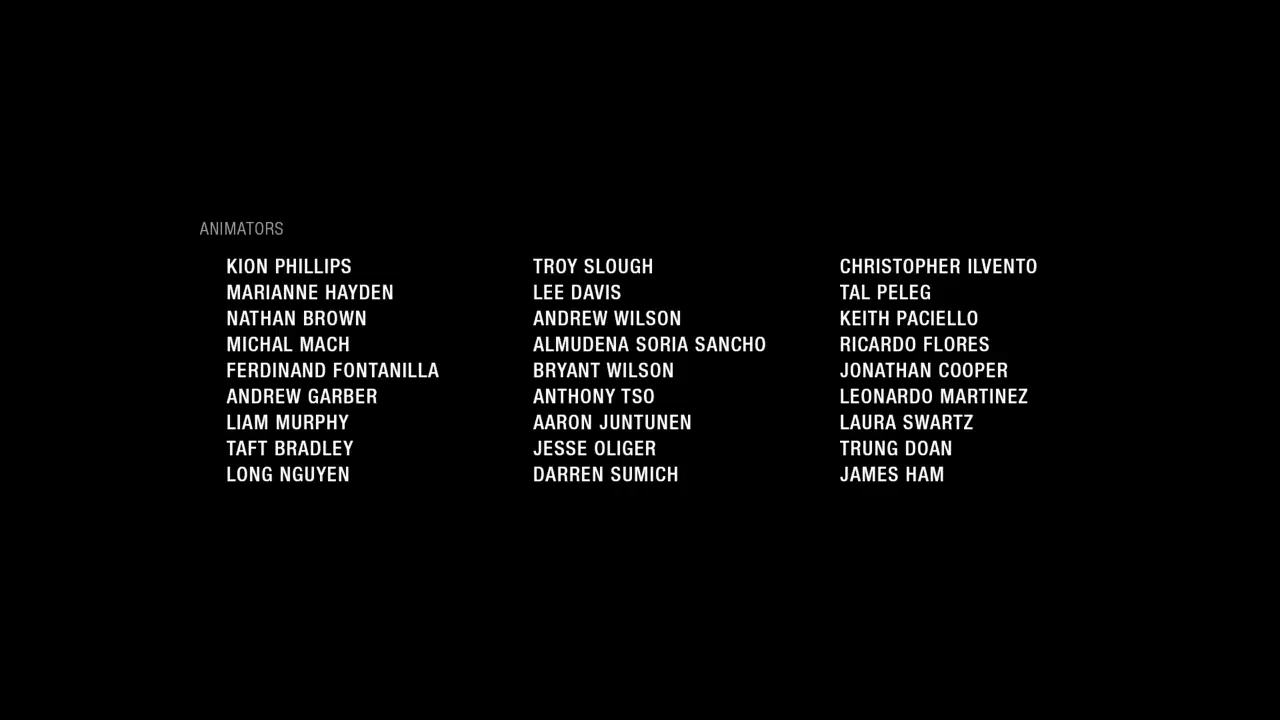 ANIMATORS
KION PHILLIPS
MARIANNE HAYDEN
NATHAN BROWN
MICHAL MACH
FERDINAND FONTANILLA
ANDREW GARBER
LIAM MURPHY
TAFT BRADLEY
LONG NGUYEN
TROY SLOUGH
LEE DAVIS
ANDREW WILSON
ALMUDENA SORIA SANCHO
BRYANT WILSON
ANTHONY TSO
AARON JUNTUNEN
JESSE OLIGER
DARREN SUMICH
CHRISTOPHER ILVENTO
TAL PELEG
KEITH PACIELLO
RICARDO FLORES
JONATHAN COOPER
LEONARDO MARTINEZ
LAURA SWARTZ
TRUNG DOAN
JAMES HAM